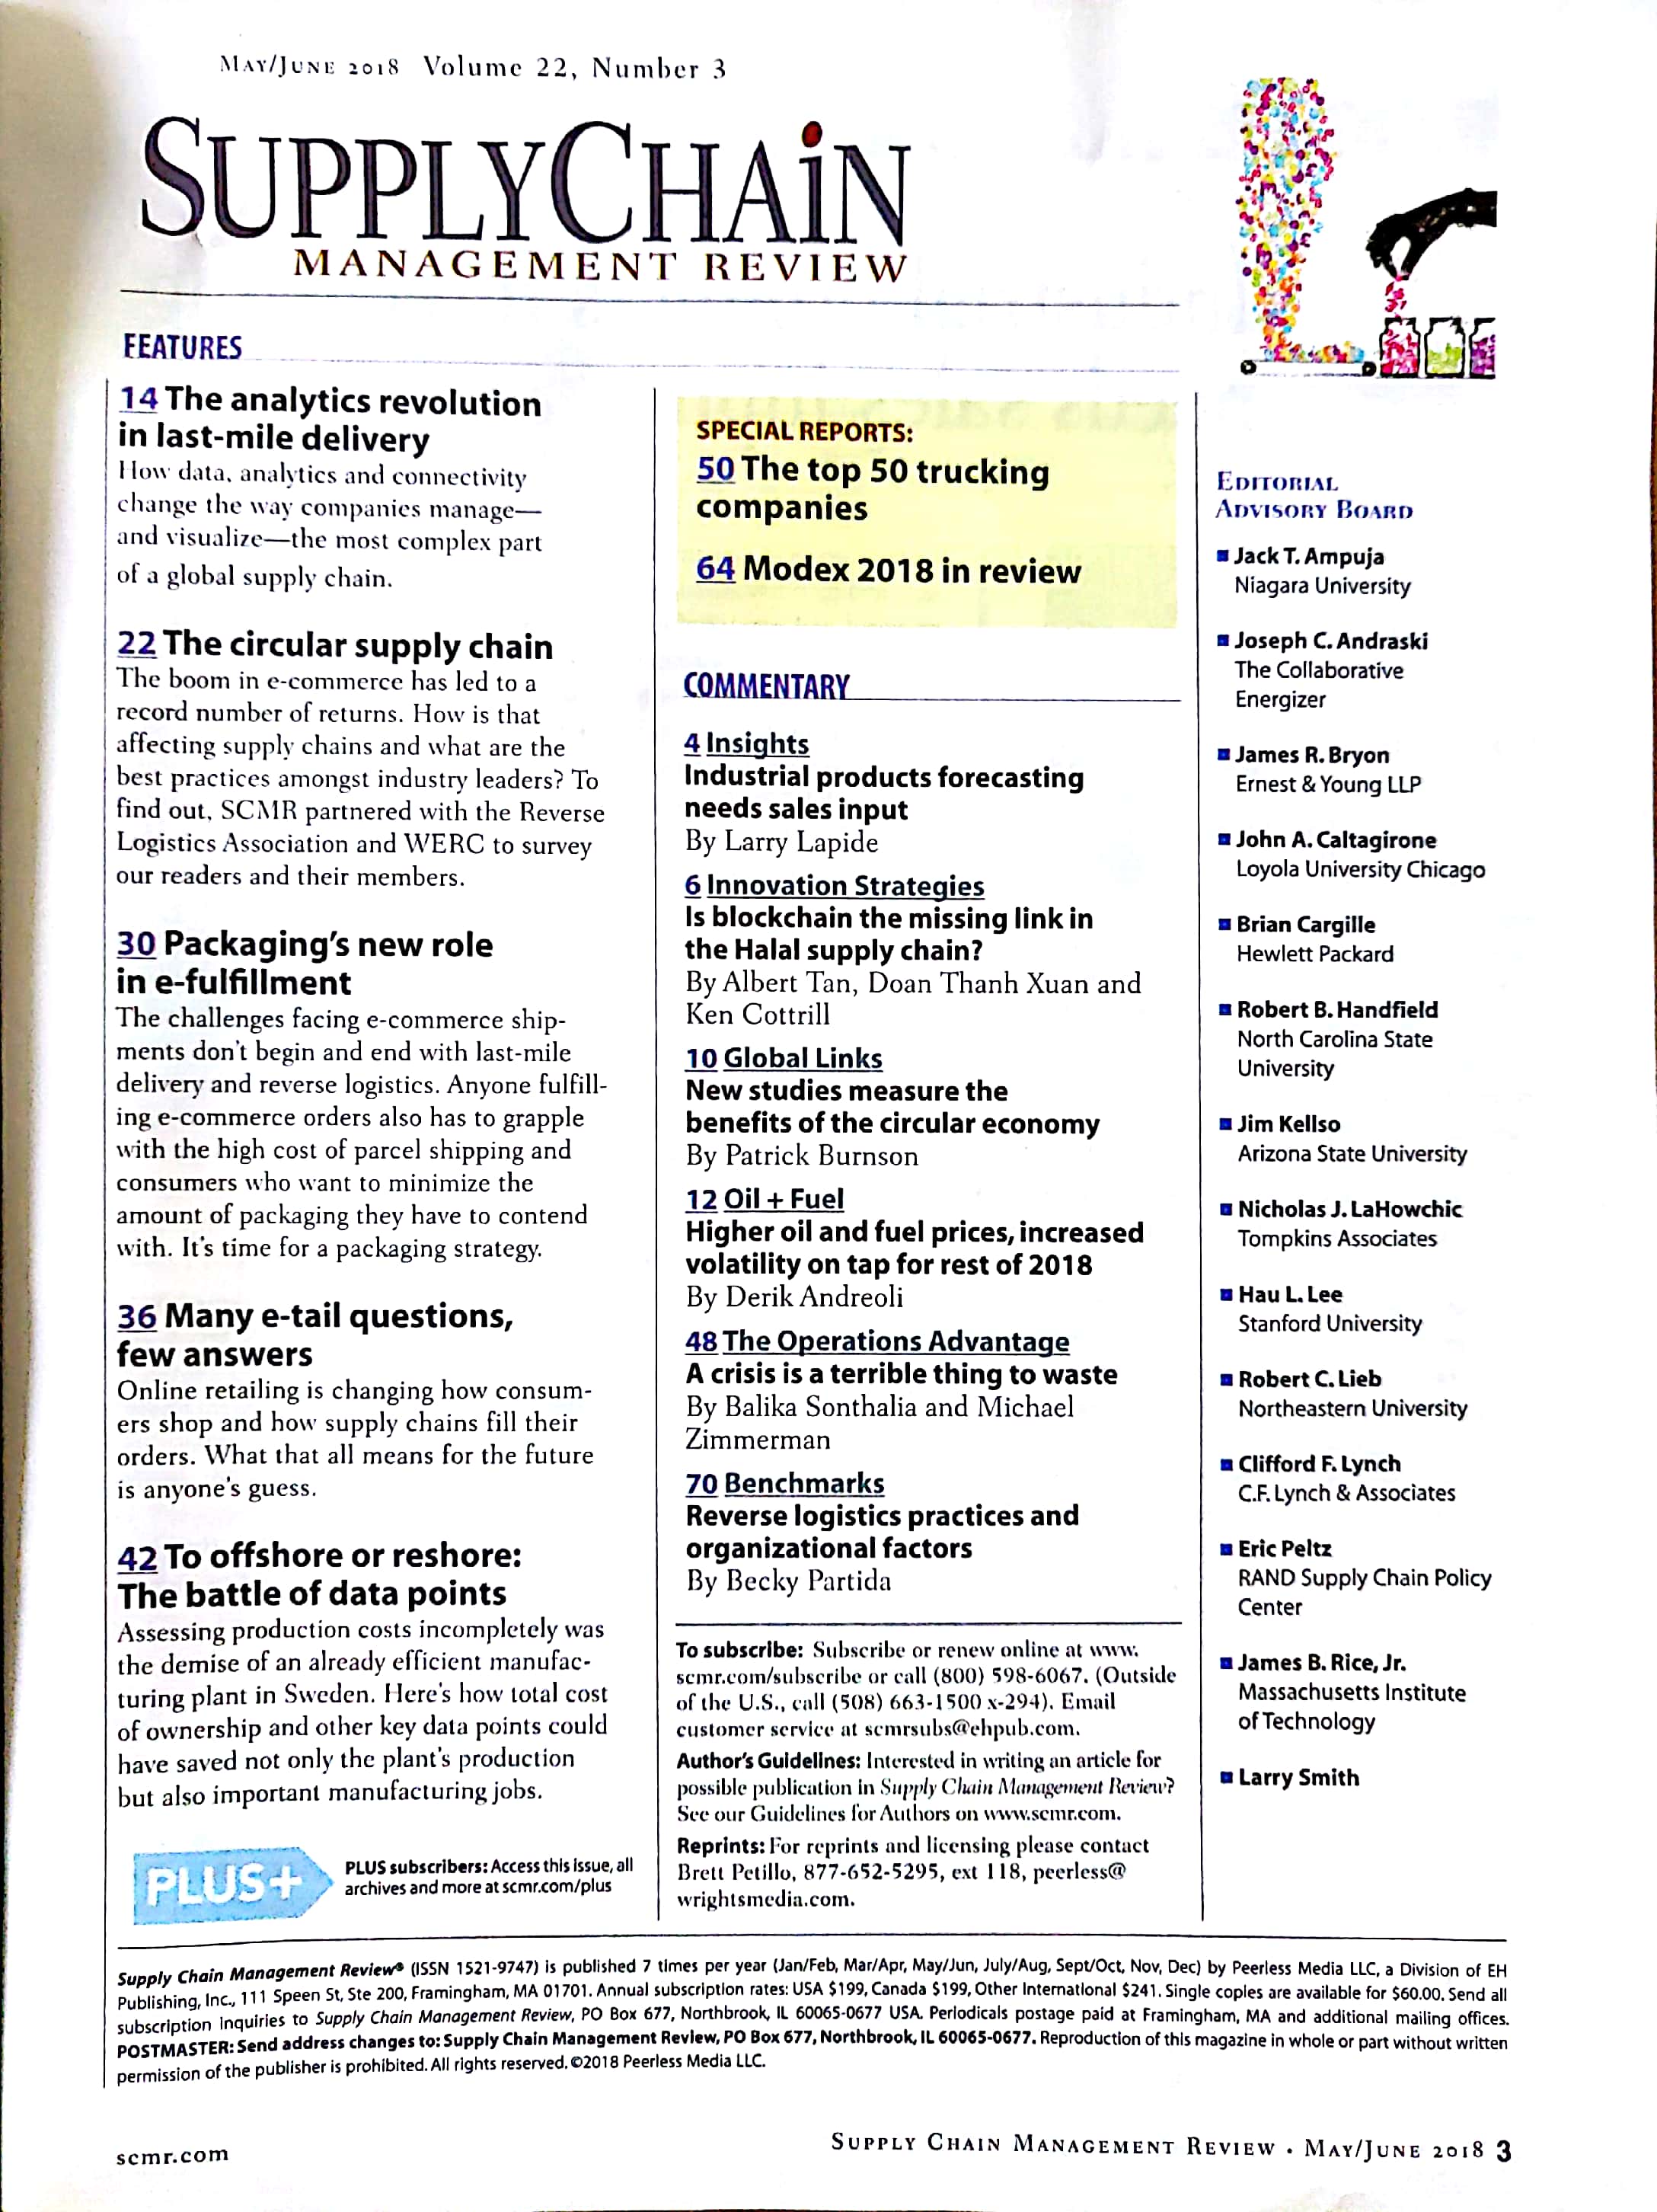 MAY/JUNE 2018 Volume 22, Number 3
SUPPLYCHAiN
MANAGEMENT REVIEW
FEATURES
14 The analytics revolution
in last-mile delivery
How data, analytics and connectivity
change the way companies manage—
and visualize—the most complex part
of a global supply chain.
22 The circular supply chain
The boom in e-commerce has led to a
record number of returns. How is that
affecting supply chains and what are the
best practices amongst industry leaders? To
find out, SCMR partnered with the Reverse
Logistics Association and WERC to survey
our readers and their members.
30 Packaging's new role
in e-fulfillment
The challenges facing e-commerce ship-
ments don't begin and end with last-mile
delivery and reverse logistics. Anyone fulfill-
ing e-commerce orders also has to grapple
with the high cost of parcel shipping and
consumers who want to minimize the
amount of packaging they have to contend
with. It's time for a packaging strategy.
36 Many e-tail questions,
few answers
Online retailing is changing how consum-
ers shop and how supply chains fill their
orders. What that all means for the future
is anyone's guess.
42 To offshore or reshore:
The battle of data points
Assessing production costs incompletely was
the demise of an already efficient manufac-
turing plant in Sweden. Here's how total cost
of ownership and other key data points could
have saved not only the plant's production
but also important manufacturing jobs.
PLUS+
PLUS subscribers: Access this issue, all
archives and more at scmr.com/plus
SPECIAL REPORTS:
50 The top 50 trucking
companies
64 Modex 2018 in review
COMMENTARY
4 Insights
Industrial products forecasting
needs sales input
By Larry Lapide
6 Innovation Strategies
Is blockchain the missing link in
the Halal supply chain?
By Albert Tan, Doan Thanh Xuan and
Ken Cottrill
10 Global Links
New studies measure the
benefits of the circular economy
By Patrick Burnson
12 Oil + Fuel
Higher oil and fuel prices, increased
volatility on tap for rest of 2018
By Derik Andreoli
48 The Operations Advantage
A crisis is a terrible thing to waste
By Balika Sonthalia and Michael
Zimmerman
70 Benchmarks
Reverse logistics practices and
organizational factors
By Becky Partida
To subscribe: Subscribe or renew online at www.
scmr.com/subscribe or call (800) 598-6067. (Outside
of the U.S., call (508) 663-1500 x-294). Email
customer service at scmrsubs@ehpub.com.
Author's Guidelines: Interested in writing an article for
possible publication in Supply Chain Management Review?
See our Guidelines for Authors on www.scmr.com.
Reprints: For reprints and licensing please contact
Brett Petillo, 877-652-5295, ext 118, peerless@
wrightsmedia.com.
EDITORIAL
ADVISORY BOARD
Jack T. Ampuja
Niagara University
Joseph C. Andraski
The Collaborative
Energizer
James R. Bryon
Ernest & Young LLP
John A. Caltagirone
Loyola University Chicago
Brian Cargille
Hewlett Packard
Robert B. Handfield
North Carolina State
University
Jim Kellso
Arizona State University
Nicholas J. LaHowchic
Tompkins Associates
Hau L. Lee
Stanford University
Robert C. Lieb
Northeastern University
Clifford F. Lynch
C.F. Lynch & Associates
Eric Peltz
RAND Supply Chain Policy
Center
James B. Rice, Jr.
Massachusetts Institute
of Technology
Larry Smith
Supply Chain Management Review® (ISSN 1521-9747) is published 7 times per year (Jan/Feb, Mar/Apr, May/Jun, July/Aug, Sept/Oct, Nov, Dec) by Peerless Media LLC, a Division of EH
Publishing, Inc., 111 Speen St, Ste 200, Framingham, MA 01701. Annual subscription rates: USA $199, Canada $199, Other International $241. Single copies are available for $60.00. Send all
subscription inquiries to Supply Chain Management Review, PO Box 677, Northbrook, IL 60065-0677 USA. Periodicals postage paid at Framingham, MA and additional mailing offices.
POSTMASTER: Send address changes to: Supply Chain Management Review, PO Box 677, Northbrook, IL 60065-0677. Reproduction of this magazine in whole or part without written
permission of the publisher is prohibited. All rights reserved. ©2018 Peerless Media LLC.
scmr.com
SUPPLY CHAIN MANAGEMENT REVIEW • MAY/JUNE 2018 3